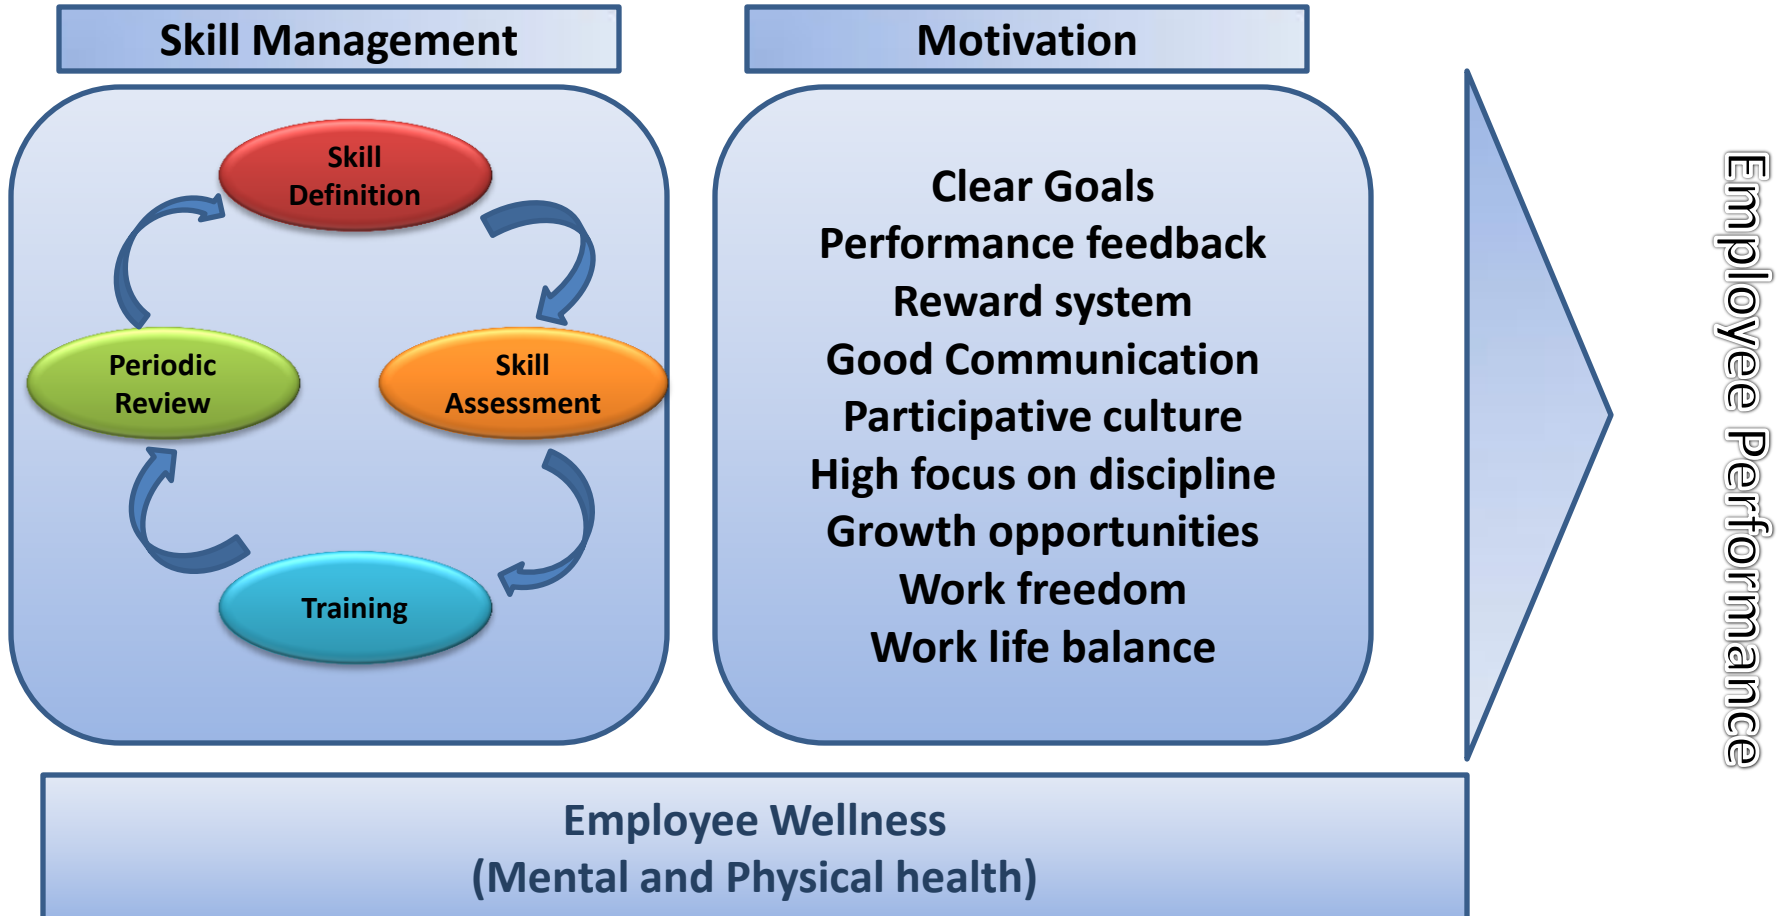 Skill Management
Skill
Definition
Skill
Assessment
Training
Periodic
Review
Motivation
Clear Goals
Performance feedback
Reward system
Good Communication
Participative culture
High focus on discipline
Growth opportunities
Work freedom
Work life balance
Employee Wellness
(Mental and Physical health)
Employee Performance